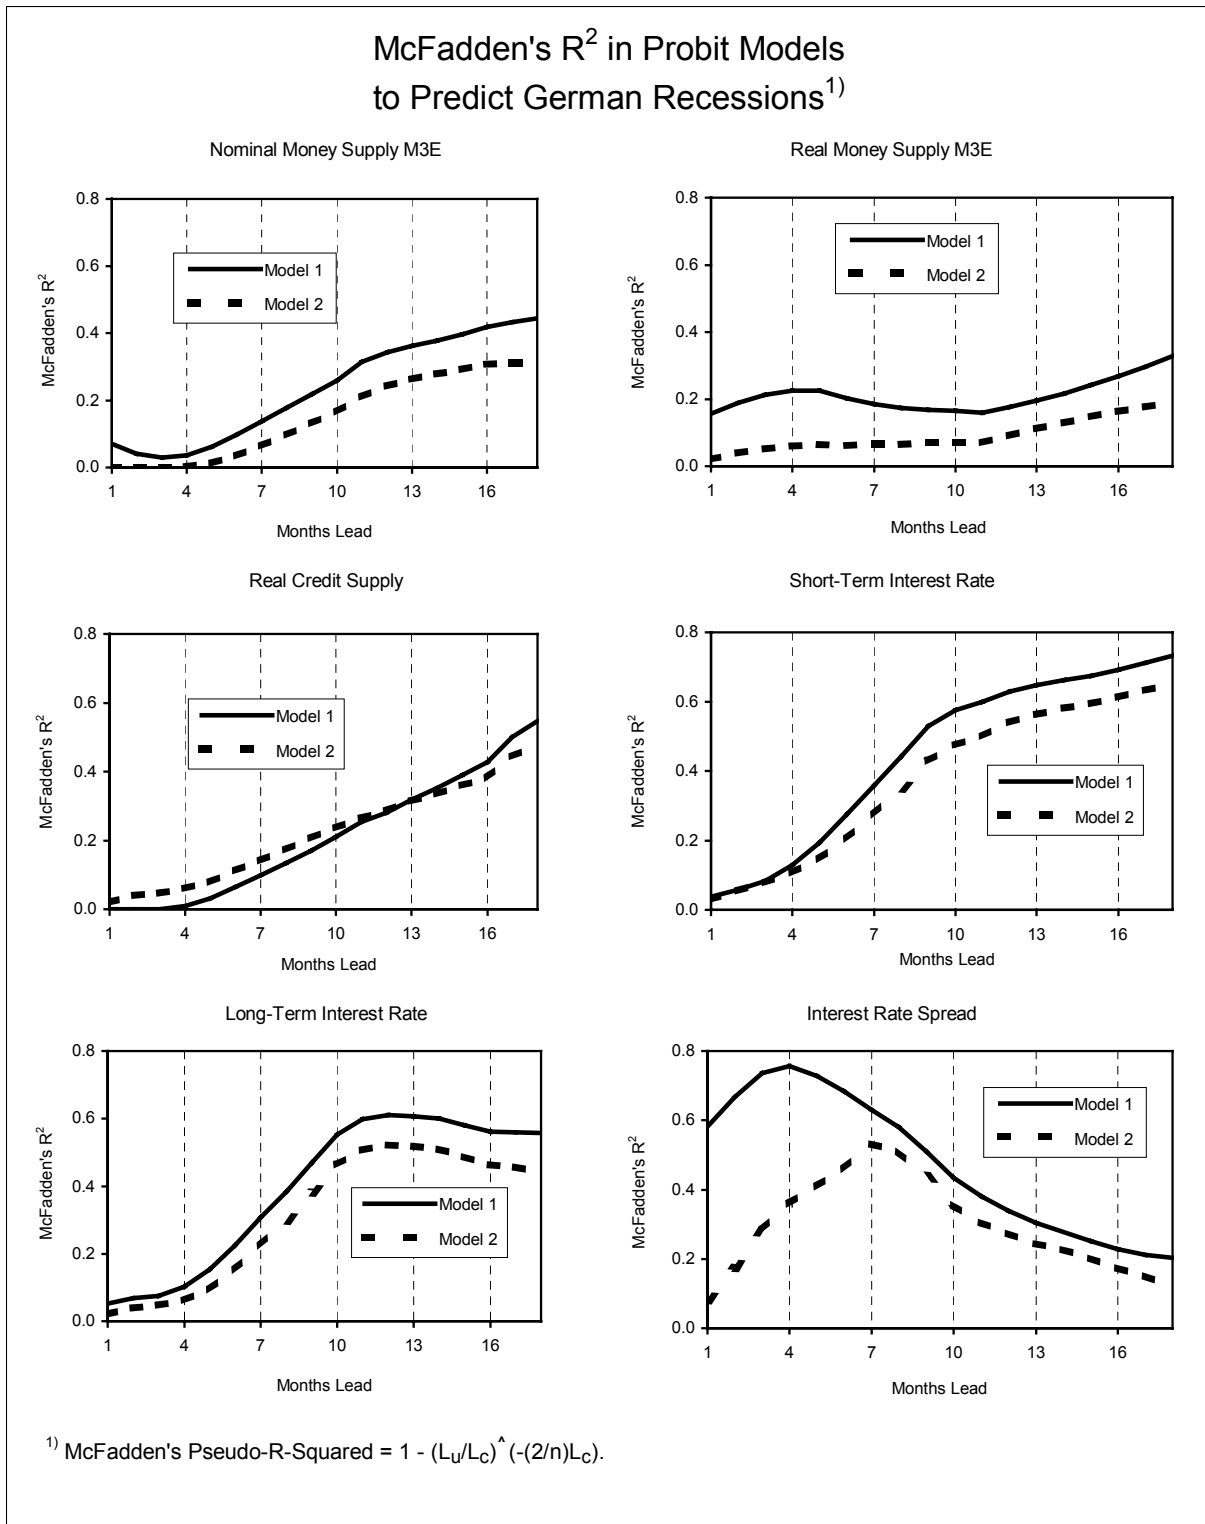 McFadden's R² in Probit Models
to Predict German Recessions¹⁾
Nominal Money Supply M3E
0.8
0.6
0.4
0.2
0.0
McFadden's R²
Model 1
Model 2
1 4 7 10 13 16
Months Lead
Real Money Supply M3E
0.8
0.6
0.4
0.2
0.0
McFadden's R²
Model 1
Model 2
1 4 7 10 13 16
Months Lead
Real Credit Supply
0.8
0.6
0.4
0.2
0.0
McFadden's R²
Model 1
Model 2
1 4 7 10 13 16
Months Lead
Short-Term Interest Rate
0.8
0.6
0.4
0.2
0.0
McFadden's R²
Model 1
Model 2
1 4 7 10 13 16
Months Lead
Long-Term Interest Rate
0.8
0.6
0.4
0.2
0.0
McFadden's R²
Model 1
Model 2
1 4 7 10 13 16
Months Lead
Interest Rate Spread
0.8
0.6
0.4
0.2
0.0
McFadden's R²
Model 1
Model 2
1 4 7 10 13 16
Months Lead
¹⁾ McFadden's Pseudo-R-Squared = 1 - (Lu/Lc)^(-(2/n)Lc).